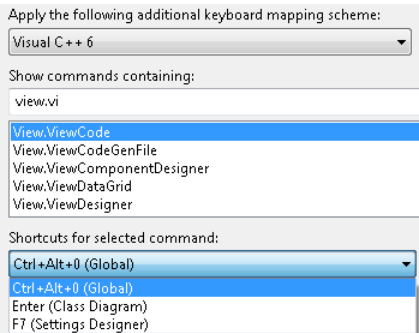 Apply the following additional keyboard mapping scheme:
Visual C++ 6
Show commands containing:
view.vi
View.ViewCode
View.ViewCodeGenFile
View.ViewComponentDesigner
View.ViewDataGrid
View.ViewDesigner
Shortcuts for selected command:
Ctrl+Alt+0 (Global)
Ctrl+Alt+0 (Global)
Enter (Class Diagram)
F7 (Settings Designer)